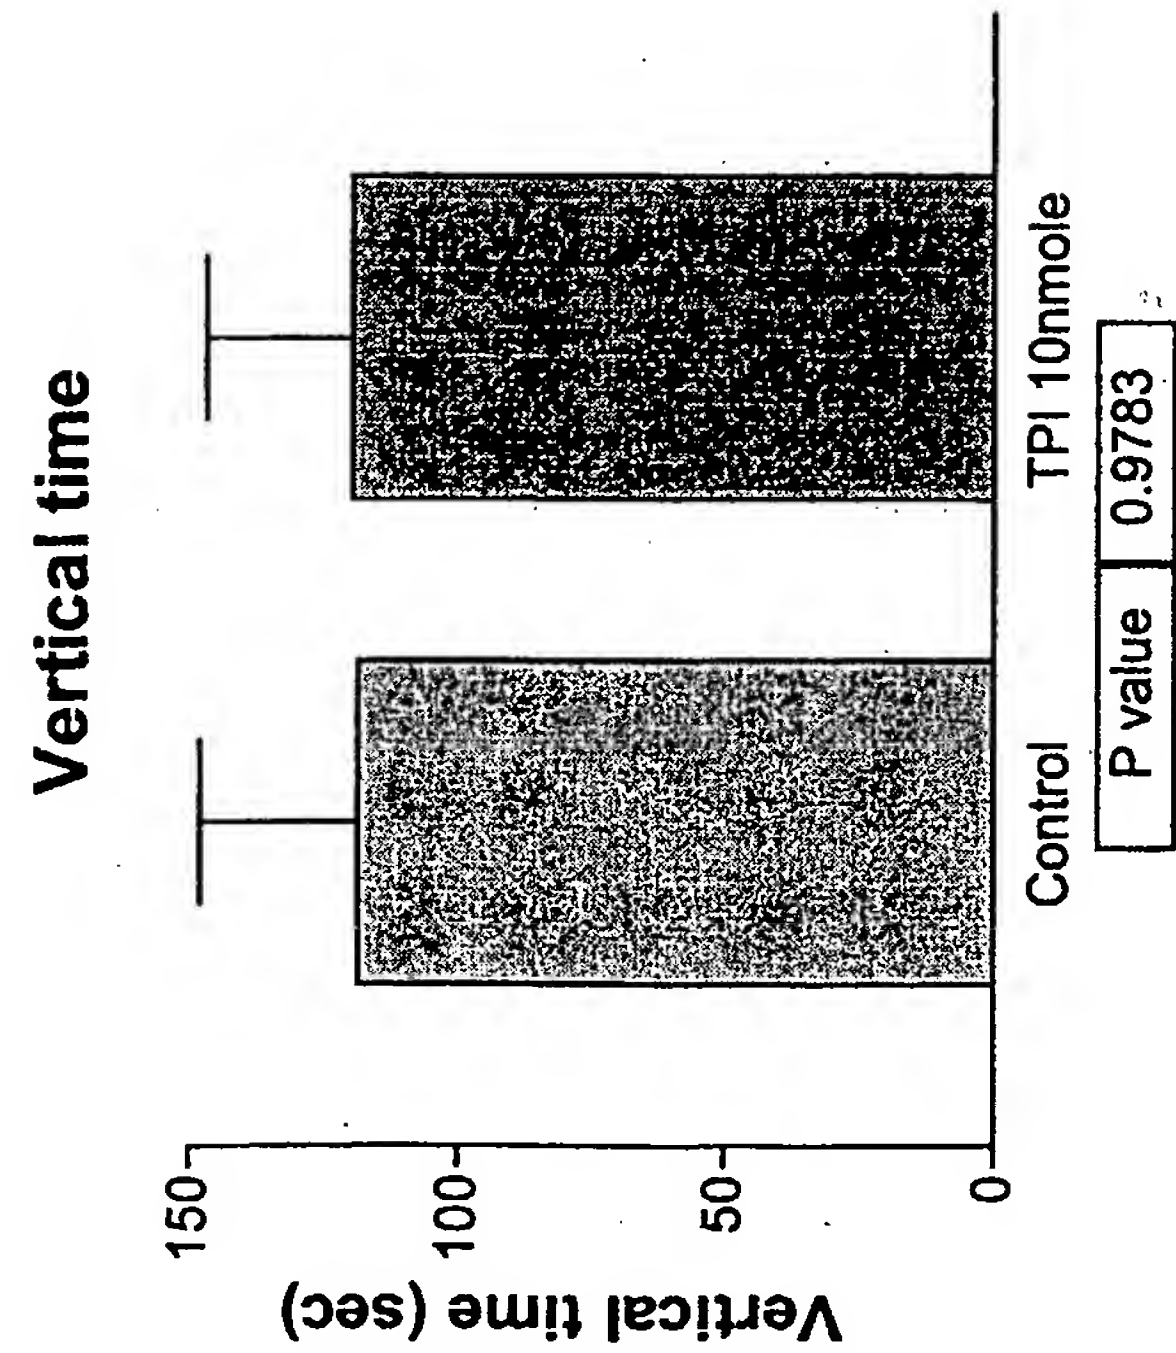 Vertical time
Vertical time (sec)
150
100
50
0
Control
TPI 10nmole
P value 0.9783